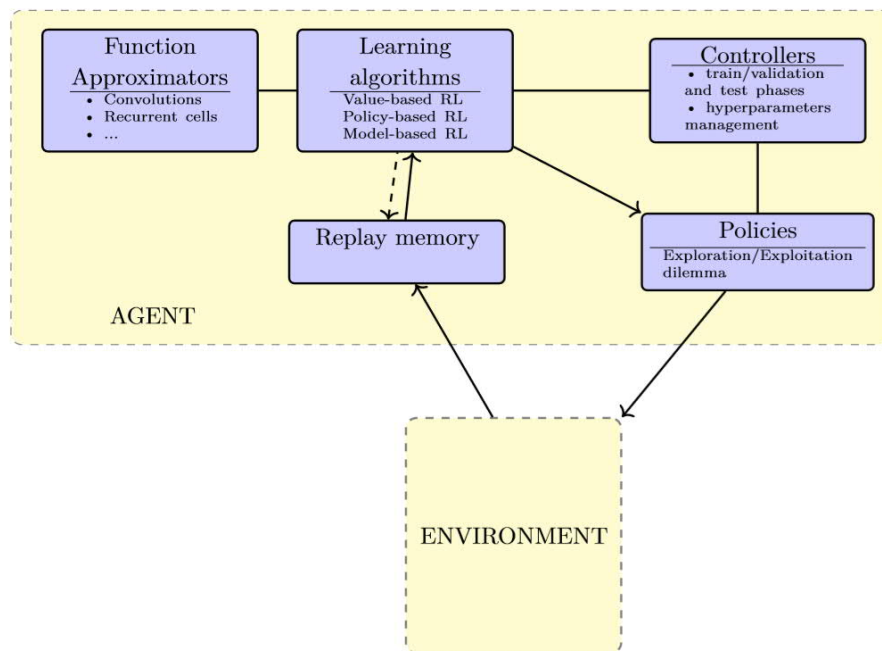 Function
Approximators
• Convolutions
• Recurrent cells
• ...
Learning
algorithms
Value-based RL
Policy-based RL
Model-based RL
Controllers
• train/validation
and test phases
• hyperparameters
management
Replay memory
Policies
Exploration/Exploitation
dilemma
AGENT
ENVIRONMENT